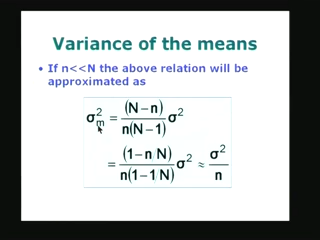 Variance of the means
• If n<<N the above relation will be
approximated as
σ²m = (N – n) / n(N – 1) σ²
= (1 – n/N) / n(1 – 1/N) σ² ≈ σ² / n